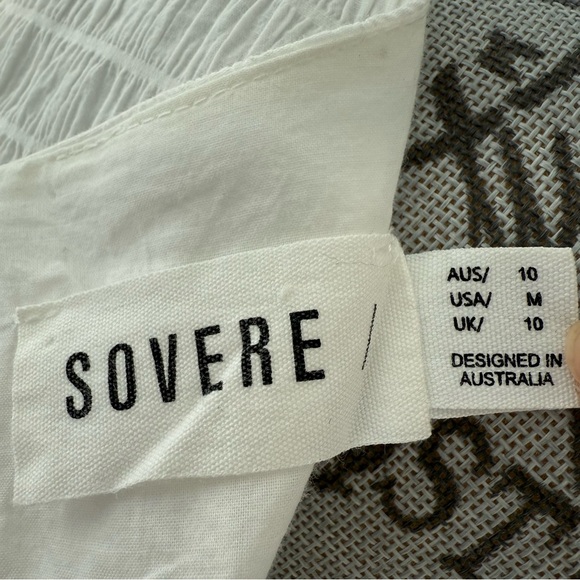 SOVERE
AUS/ 10
USA/ M
UK/ 10
DESIGNED IN
AUSTRALIA